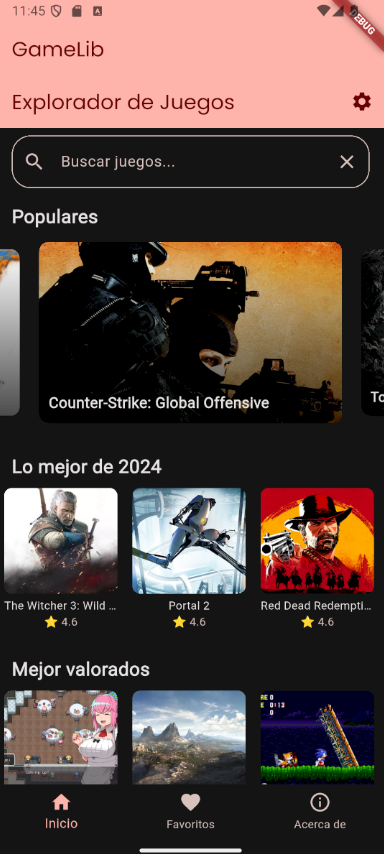 11:45
DEBUG
GameLib
Explorador de Juegos
Buscar juegos...
Populares
Counter-Strike: Global Offensive
To
Lo mejor de 2024
The Witcher 3: Wild ...
Portal 2
Red Dead Redempti...
4.6
4.6
4.6
Mejor valorados
Inicio
Favoritos
Acerca de